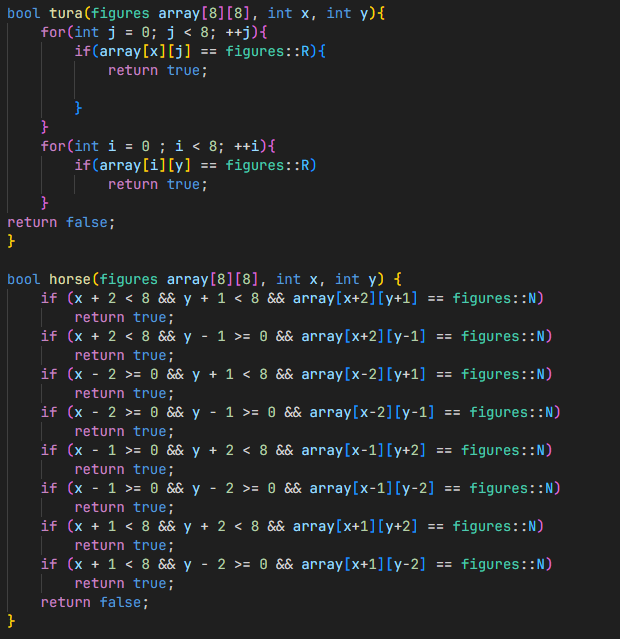 bool tura(figures array[8][8], int x, int y){
    for(int j = 0; j < 8; ++j){
        if(array[x][j] == figures::R){
            return true;

        }
    }
    for(int i = 0 ; i < 8; ++i){
        if(array[i][y] == figures::R)
            return true;
    }
return false;
}

bool horse(figures array[8][8], int x, int y) {
    if (x + 2 < 8 && y + 1 < 8 && array[x+2][y+1] == figures::N)
        return true;
    if (x + 2 < 8 && y - 1 >= 0 && array[x+2][y-1] == figures::N)
        return true;
    if (x - 2 >= 0 && y + 1 < 8 && array[x-2][y+1] == figures::N)
        return true;
    if (x - 2 >= 0 && y - 1 >= 0 && array[x-2][y-1] == figures::N)
        return true;
    if (x - 1 >= 0 && y + 2 < 8 && array[x-1][y+2] == figures::N)
        return true;
    if (x - 1 >= 0 && y - 2 >= 0 && array[x-1][y-2] == figures::N)
        return true;
    if (x + 1 < 8 && y + 2 < 8 && array[x+1][y+2] == figures::N)
        return true;
    if (x + 1 < 8 && y - 2 >= 0 && array[x+1][y-2] == figures::N)
        return true;
    return false;
}